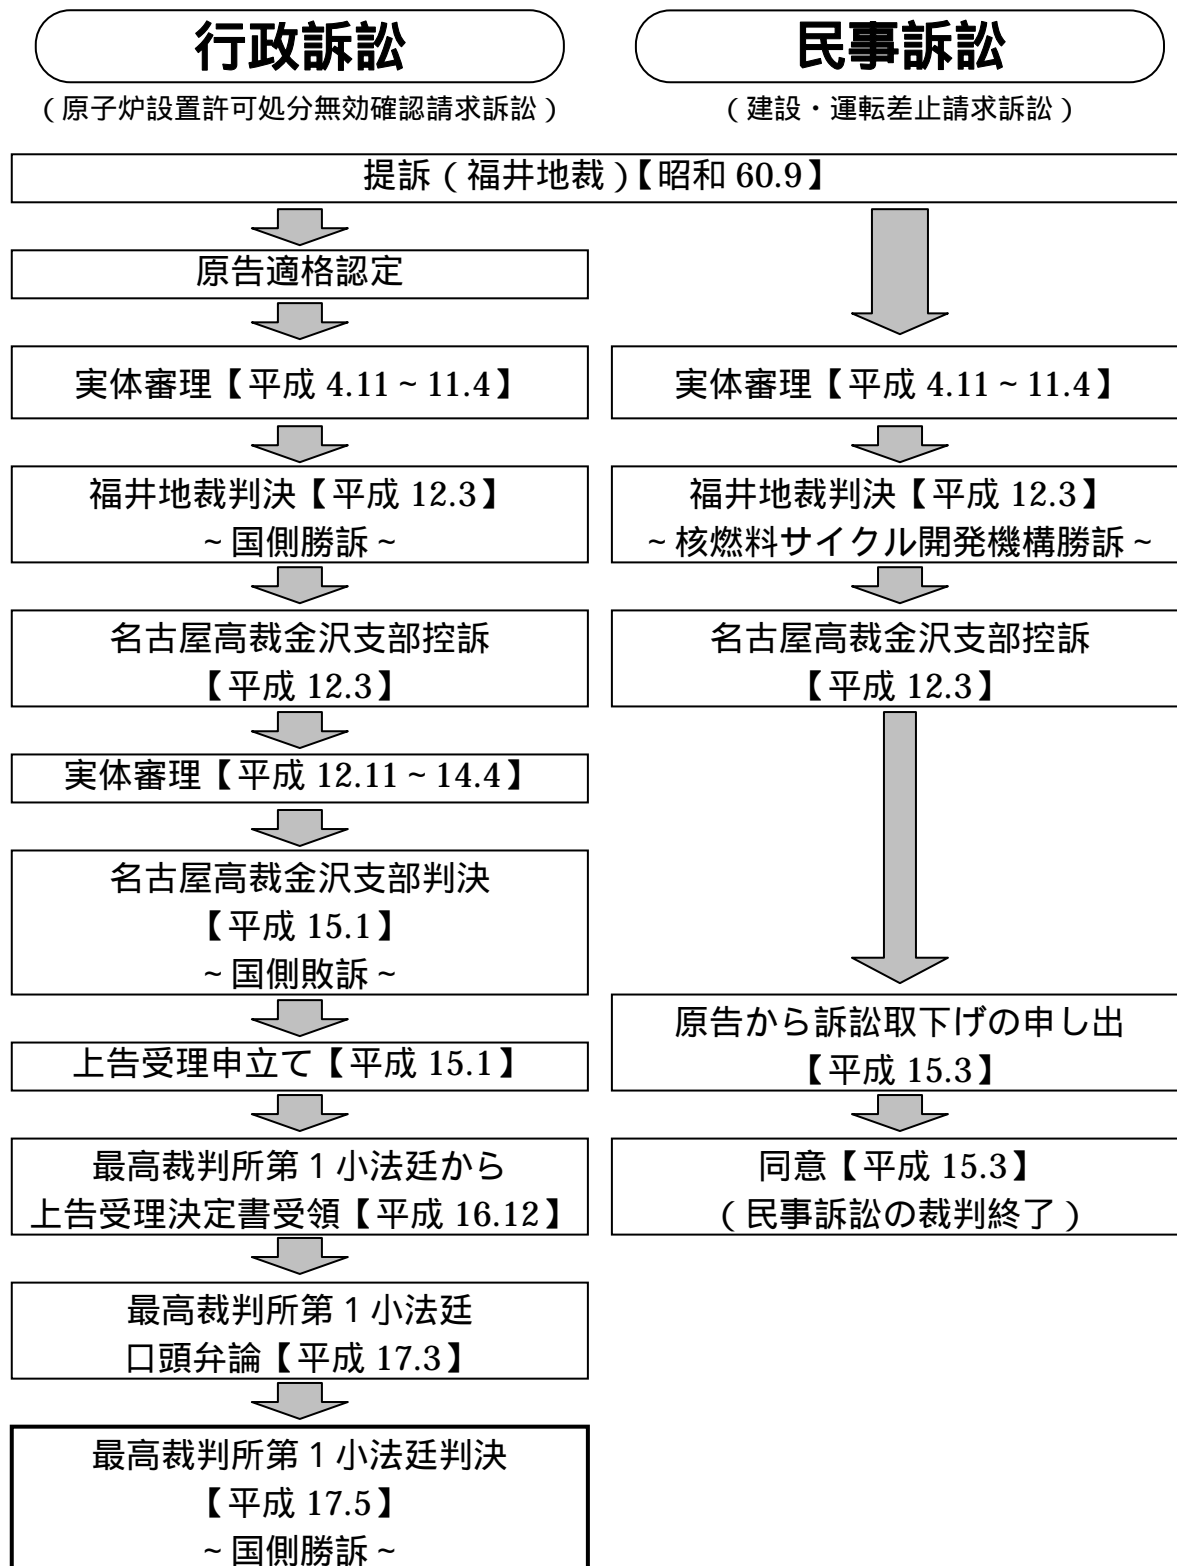 行政訴訟
（原子炉設置許可処分無効確認請求訴訟）
民事訴訟
（建設・運転差止請求訴訟）
提訴（福井地裁）【昭和 60.9】
原告適格認定
実体審理【平成 4.11～11.4】
福井地裁判決【平成 12.3】
～国側勝訴～
名古屋高裁金沢支部控訴
【平成 12.3】
実体審理【平成 12.11～14.4】
名古屋高裁金沢支部判決
【平成 15.1】
～国側敗訴～
上告受理申立て【平成 15.1】
最高裁判所第１小法廷から
上告受理決定書受領【平成 16.12】
最高裁判所第１小法廷
口頭弁論【平成 17.3】
最高裁判所第１小法廷判決
【平成 17.5】
～国側勝訴～
実体審理【平成 4.11～11.4】
福井地裁判決【平成 12.3】
～核燃料サイクル開発機構勝訴～
名古屋高裁金沢支部控訴
【平成 12.3】
原告から訴訟取下げの申し出
【平成 15.3】
同意【平成 15.3】
（民事訴訟の裁判終了）